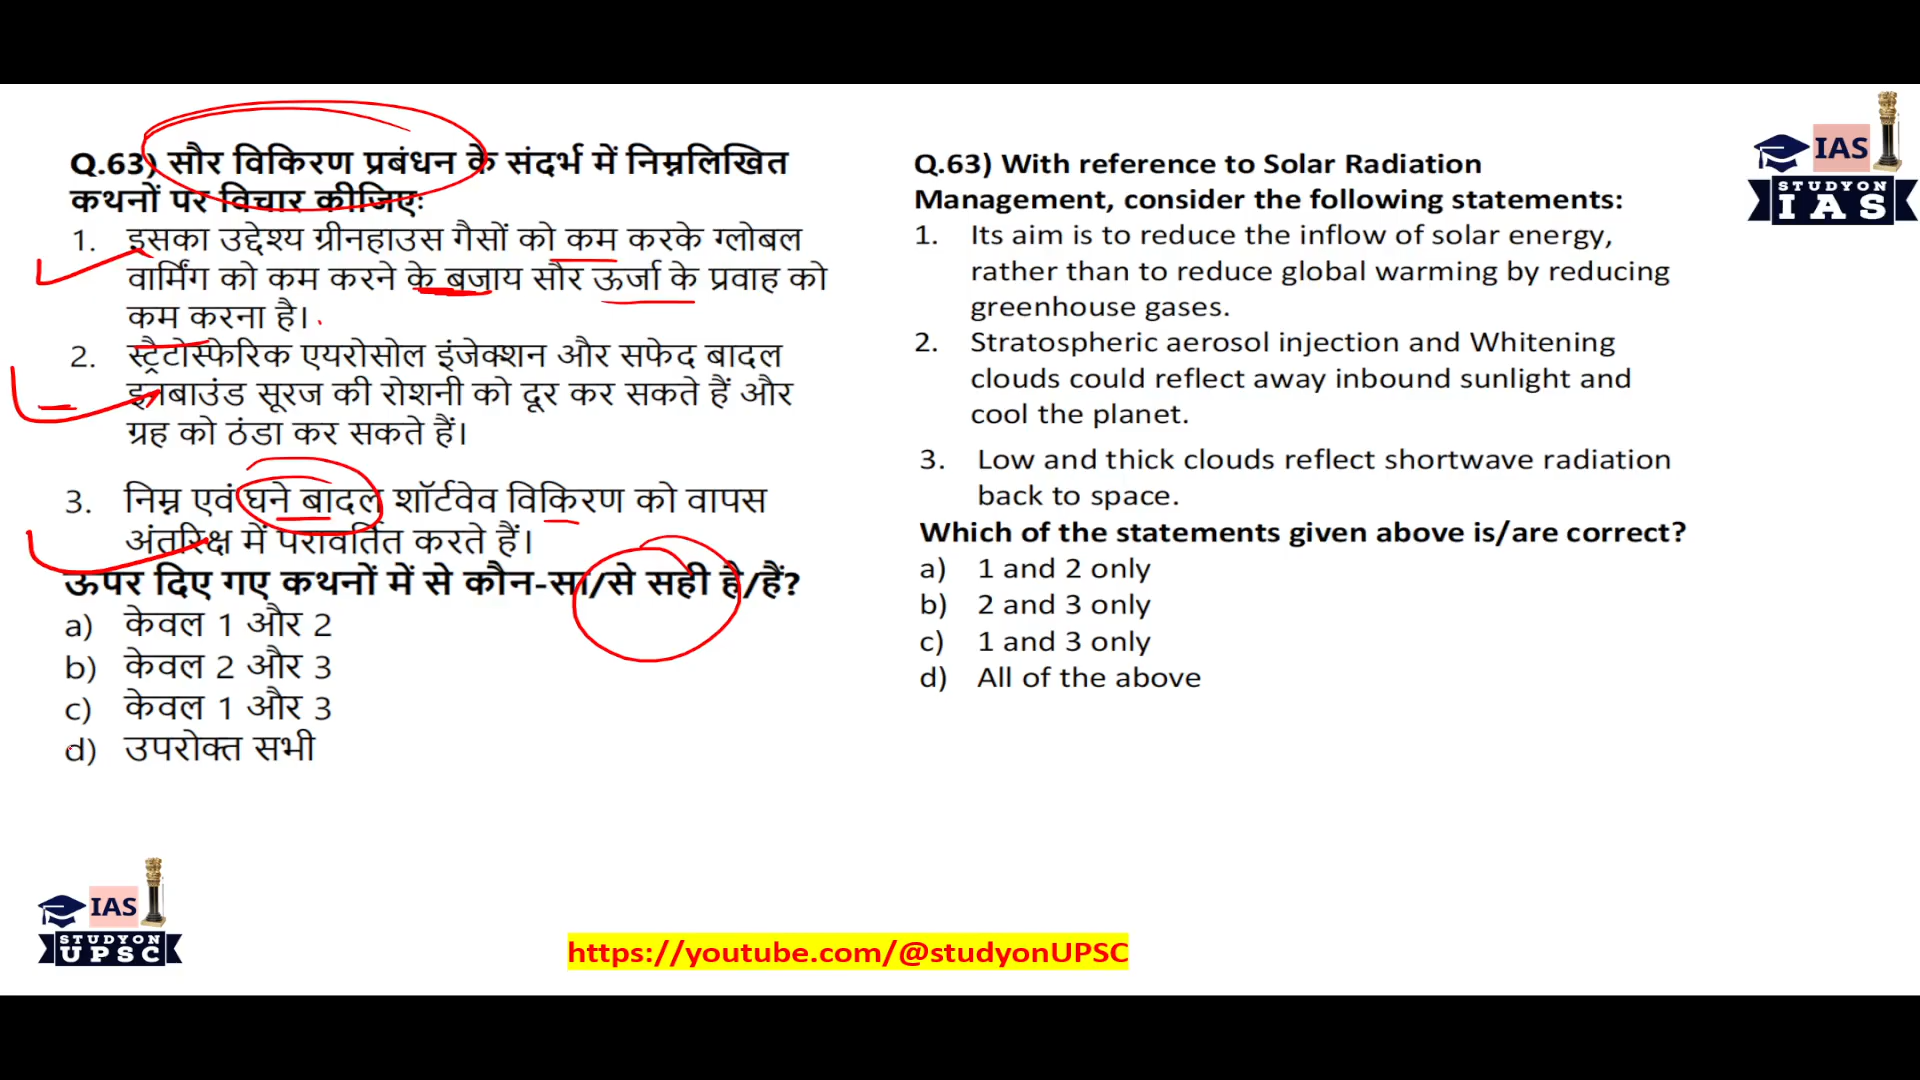 Q.63) सौर विकिरण प्रबंधन के संदर्भ में निम्नलिखित
कथनों पर विचार कीजिए:
1. इसका उद्देश्य ग्रीनहाउस गैसों को कम करके ग्लोबल
वार्मिंग को कम करने के बजाय सौर ऊर्जा के प्रवाह को
कम करना है।
2. स्ट्रैटोस्फेरिक एयरोसोल इंजेक्शन और सफेद बादल
इनबाउंड सूरज की रोशनी को दूर कर सकते हैं और
ग्रह को ठंडा कर सकते हैं।
3. निम्न एवं घने बादल शॉर्टवेव विकिरण को वापस
अंतरिक्ष में परावर्तित करते हैं।
ऊपर दिए गए कथनों में से कौन-सा/से सही है/हैं?
a) केवल 1 और 2
b) केवल 2 और 3
c) केवल 1 और 3
d) उपरोक्त सभी
Q.63) With reference to Solar Radiation
Management, consider the following statements:
1. Its aim is to reduce the inflow of solar energy,
rather than to reduce global warming by reducing
greenhouse gases.
2. Stratospheric aerosol injection and Whitening
clouds could reflect away inbound sunlight and
cool the planet.
3. Low and thick clouds reflect shortwave radiation
back to space.
Which of the statements given above is/are correct?
a) 1 and 2 only
b) 2 and 3 only
c) 1 and 3 only
d) All of the above
IAS
STUDYON
IAS
IAS
STUDYON
UPSC
https://youtube.com/@studyonUPSC